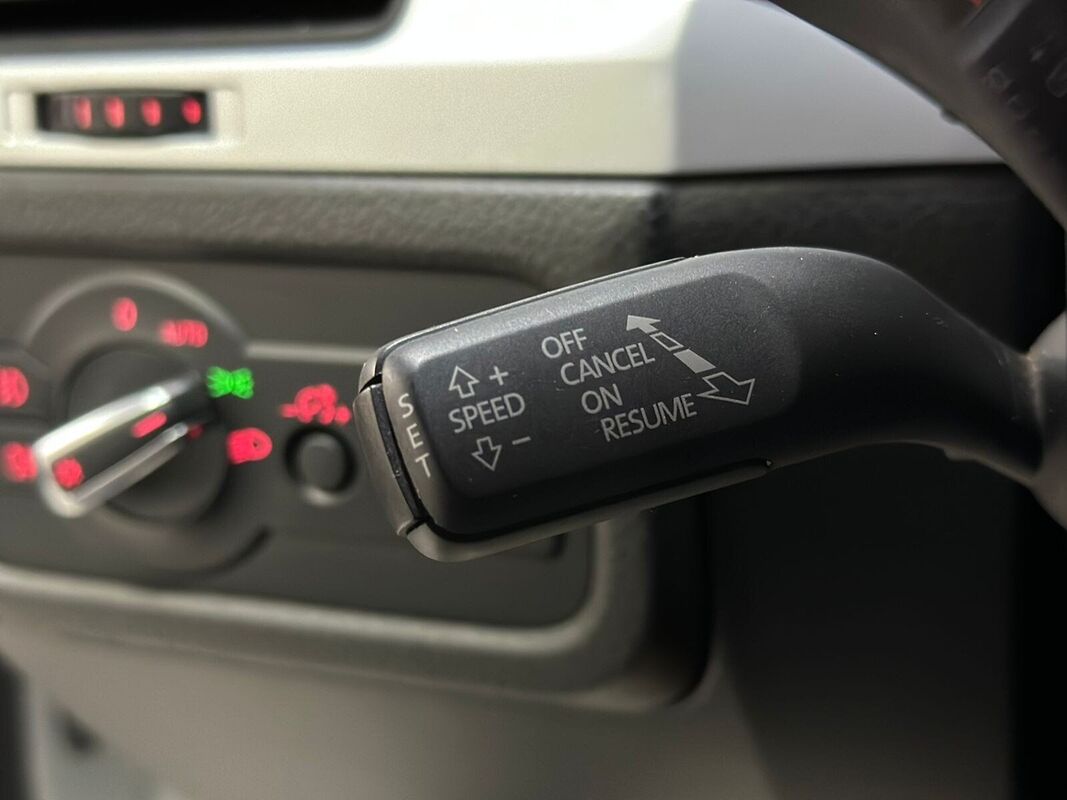 AUTO
SET
+
SPEED
-
OFF
CANCEL
ON
RESUME